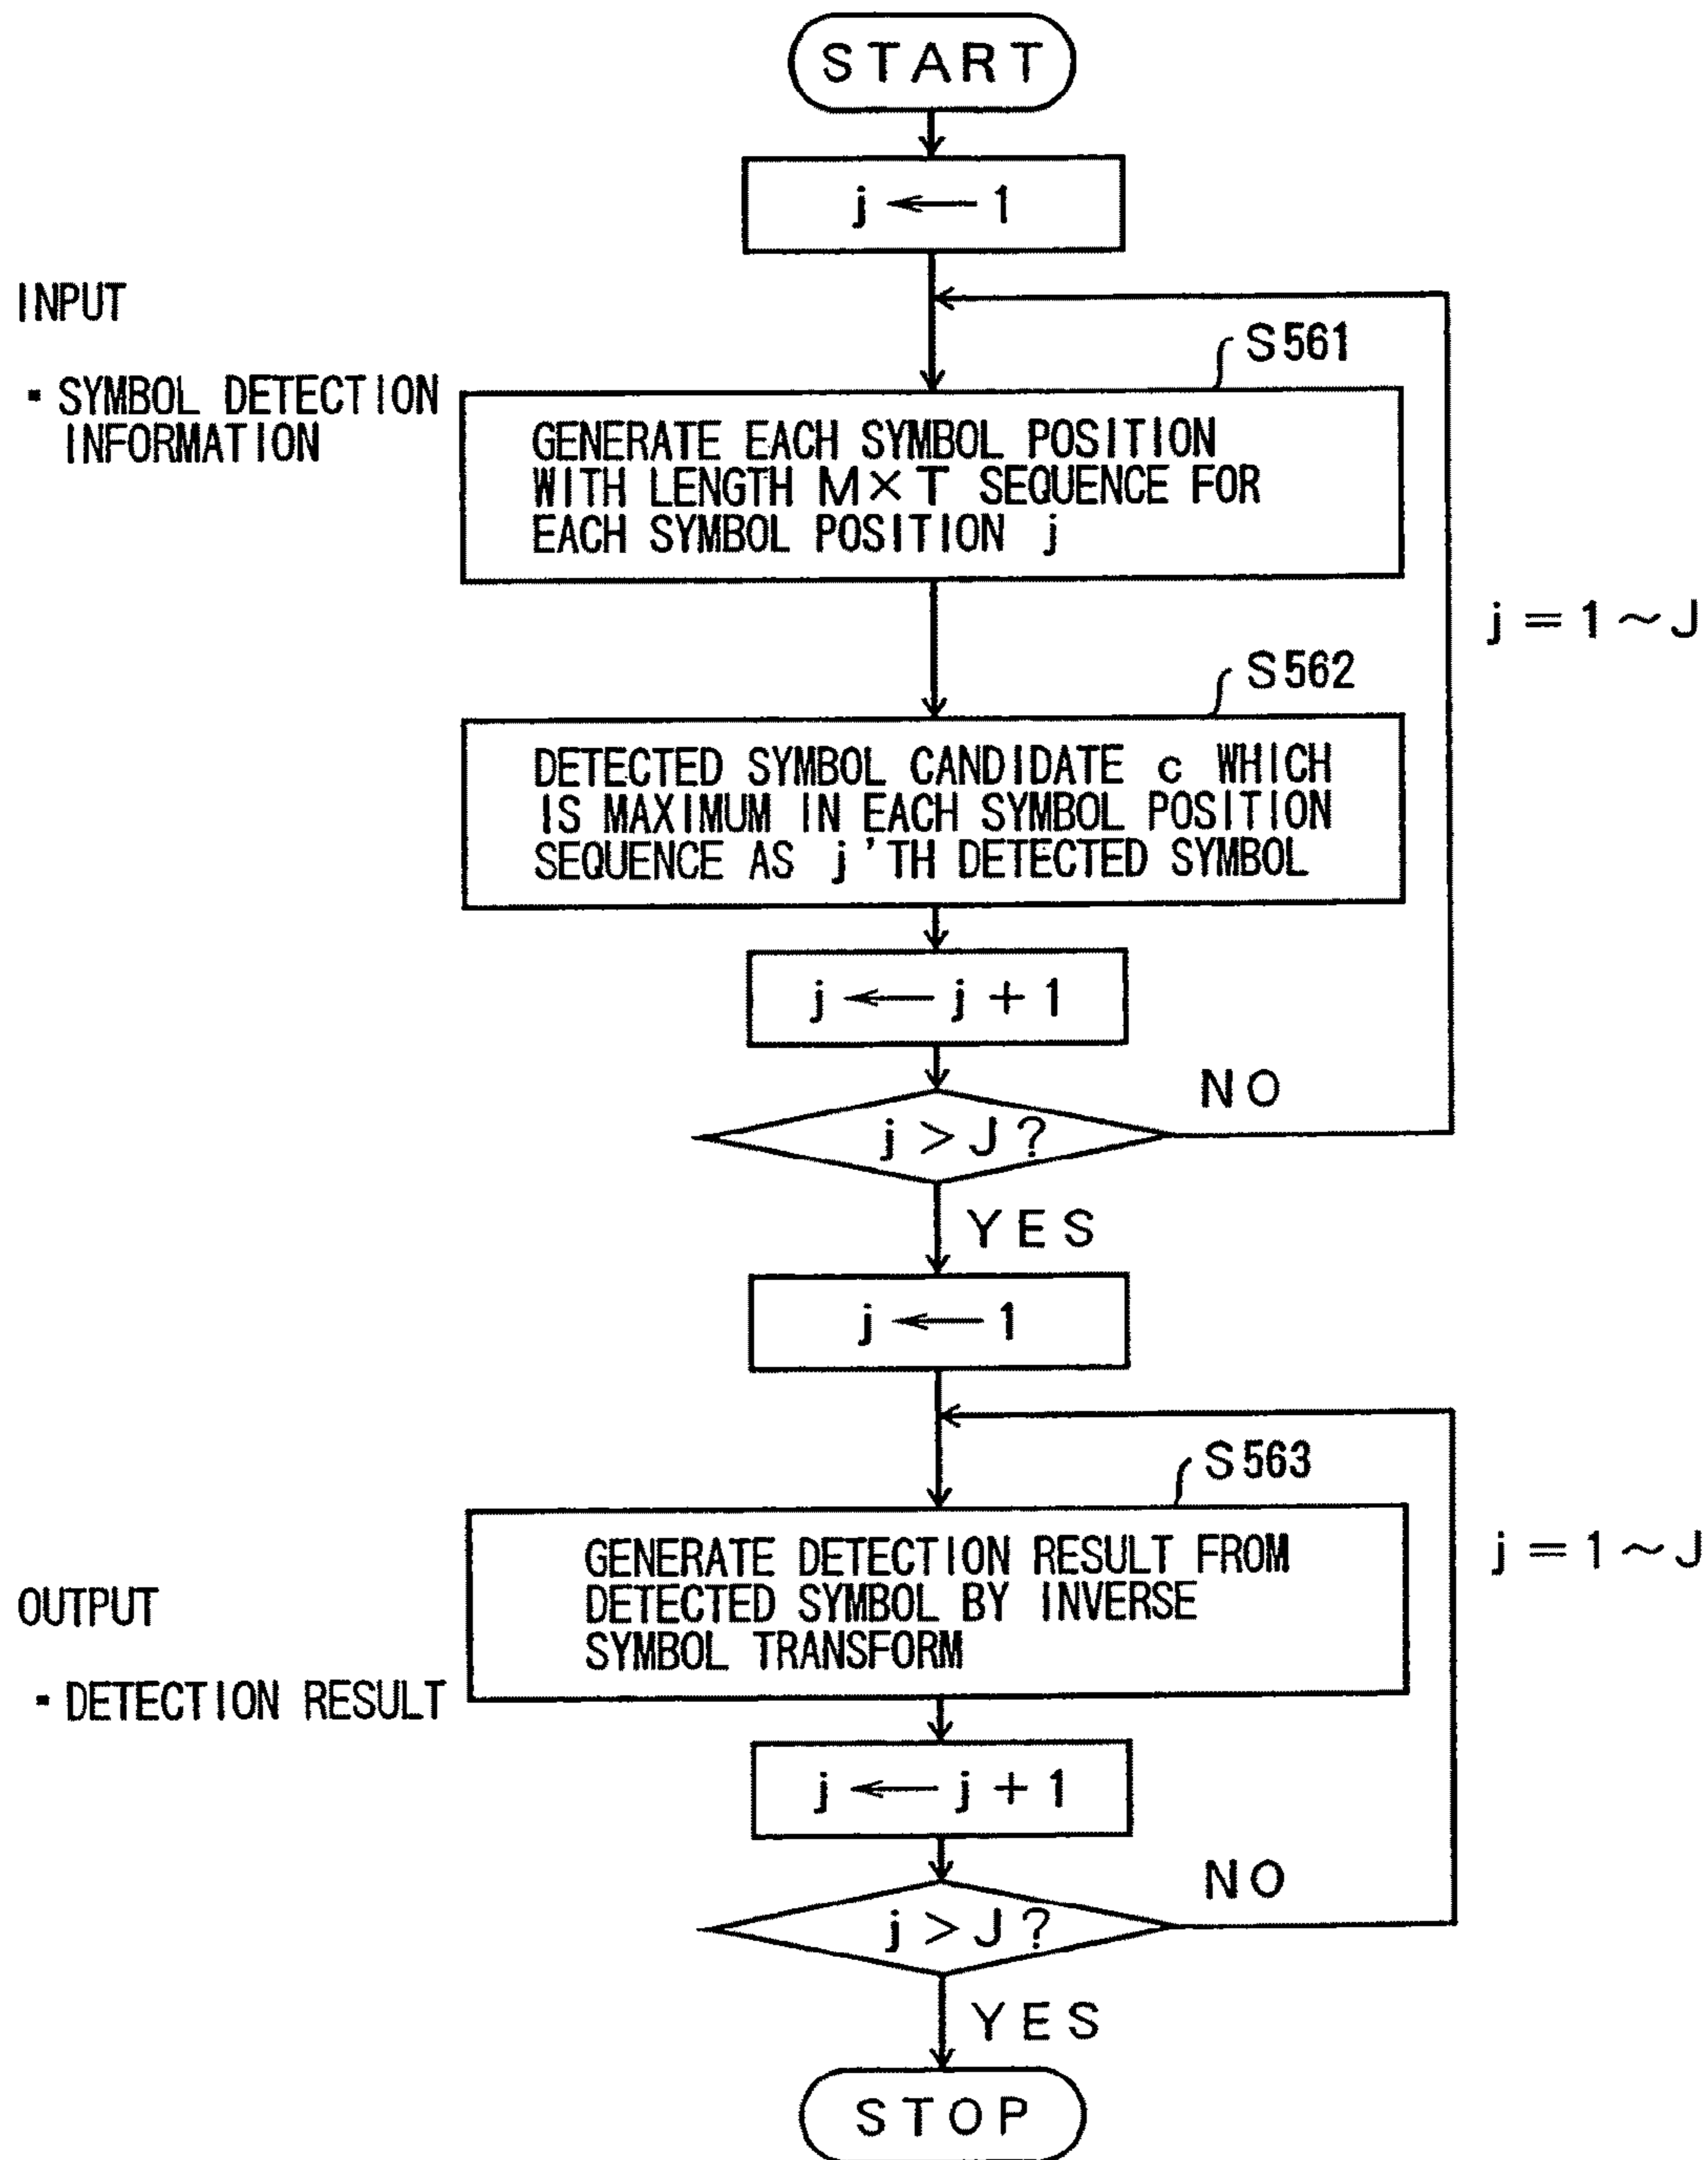 START
j ← 1
INPUT
▪ SYMBOL DETECTION
INFORMATION
S561
GENERATE EACH SYMBOL POSITION
WITH LENGTH M×T SEQUENCE FOR
EACH SYMBOL POSITION j
j = 1 ~ J
S562
DETECTED SYMBOL CANDIDATE c WHICH
IS MAXIMUM IN EACH SYMBOL POSITION
SEQUENCE AS j'TH DETECTED SYMBOL
j ← j + 1
j > J ?
NO
YES
j ← 1
S563
GENERATE DETECTION RESULT FROM
DETECTED SYMBOL BY INVERSE
SYMBOL TRANSFORM
j = 1 ~ J
OUTPUT
▪ DETECTION RESULT
j ← j + 1
j > J ?
NO
YES
STOP